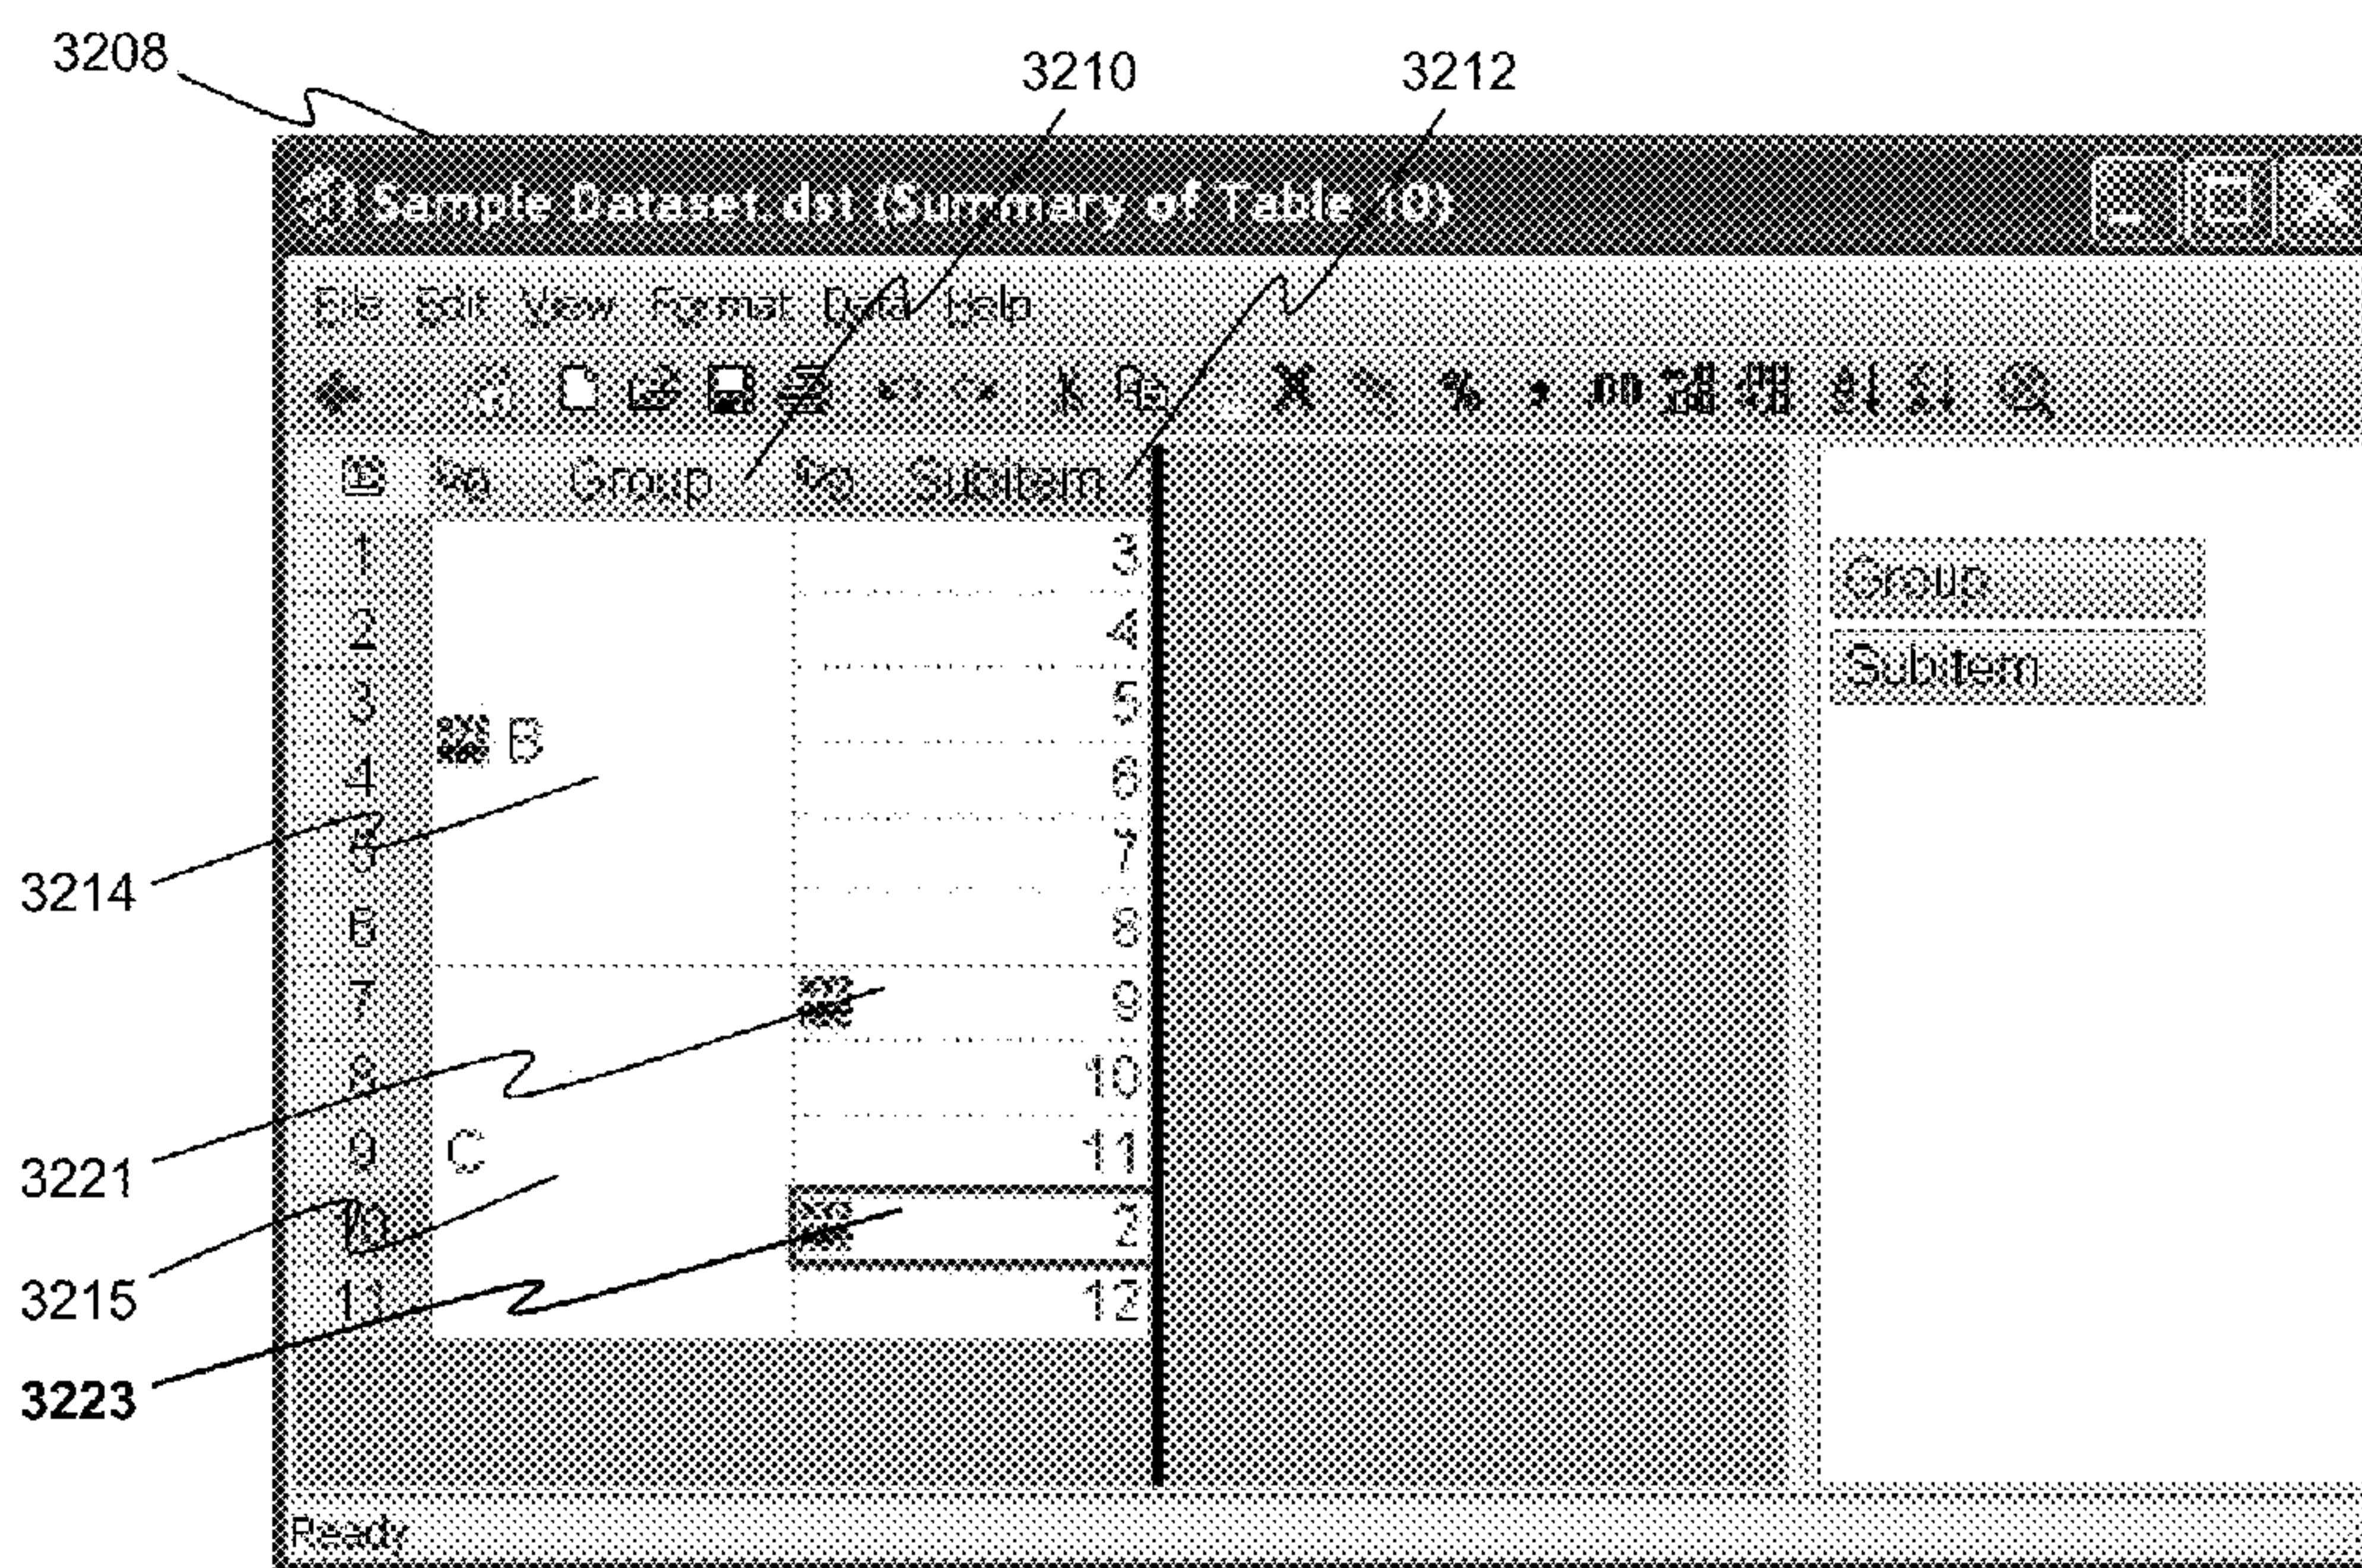 3208
3210
3212
Sample Dataset.dst (Summary of Table 10)
File Edit View Format Data Help
% , .00
Group Subitem
1 3
2 4
3 5
B
4 6
5 7
6 8
7 9
8 10
9 C 11
10 2
11 12
Group
Subitem
3214
3221
3215
3223
Ready